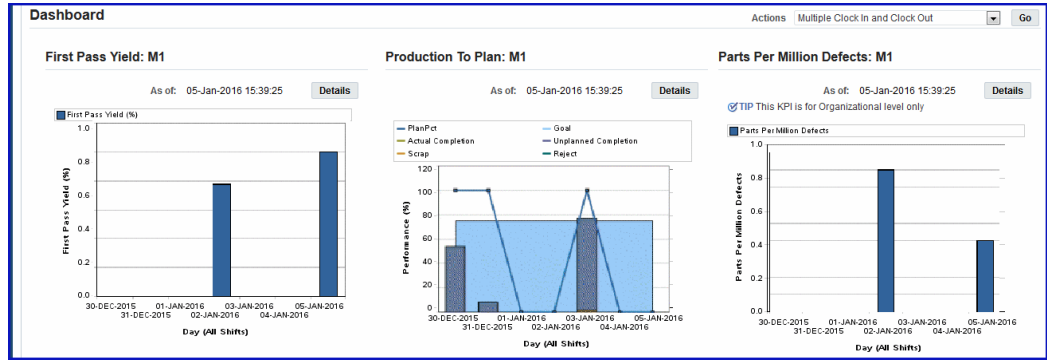 Dashboard
Actions Multiple Clock In and Clock Out Go
First Pass Yield: M1
As of: 05-Jan-2016 15:39:25 Details
First Pass Yield (%)
1.0
0.8
0.6
0.4
0.2
0.0
First Pass Yield (%)
30-DEC-2015 01-JAN-2016 03-JAN-2016 05-JAN-2016
31-DEC-2015 02-JAN-2016 04-JAN-2016
Day (All Shifts)
Production To Plan: M1
As of: 05-Jan-2016 15:39:25 Details
PlanPct Goal
Actual Completion Unplanned Completion
Scrap Reject
120
100
80
60
40
20
0
Performance (%)
30-DEC-2015 01-JAN-2016 03-JAN-2016 05-JAN-2016
31-DEC-2015 02-JAN-2016 04-JAN-2016
Day (All Shifts)
Parts Per Million Defects: M1
As of: 05-Jan-2016 15:39:25 Details
TIP This KPI is for Organizational level only
Parts Per Million Defects
1.0
0.8
0.6
0.4
0.2
0.0
Parts Per Million Defects
30-DEC-2015 01-JAN-2016 03-JAN-2016 05-JAN-2016
31-DEC-2015 02-JAN-2016 04-JAN-2016
Day (All Shifts)